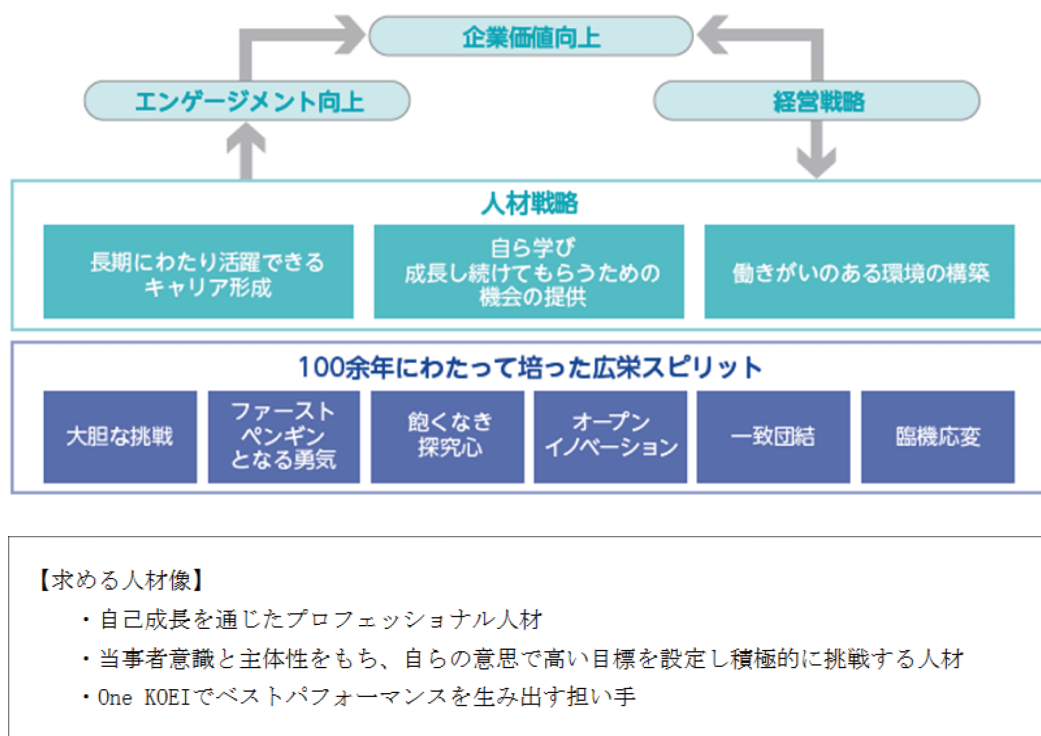 企業価値向上
エンゲージメント向上
経営戦略
人材戦略
長期にわたり活躍できる
キャリア形成
自ら学び
成長し続けてもらうための
機会の提供
働きがいのある環境の構築
100余年にわたって培った広栄スピリット
大胆な挑戦
ファースト
ペンギン
となる勇気
飽くなき
探究心
オープン
イノベーション
一致団結
臨機応変
【求める人材像】
・自己成長を通じたプロフェッショナル人材
・当事者意識と主体性をもち、自らの意思で高い目標を設定し積極的に挑戦する人材
・One KOEIでベストパフォーマンスを生み出す担い手